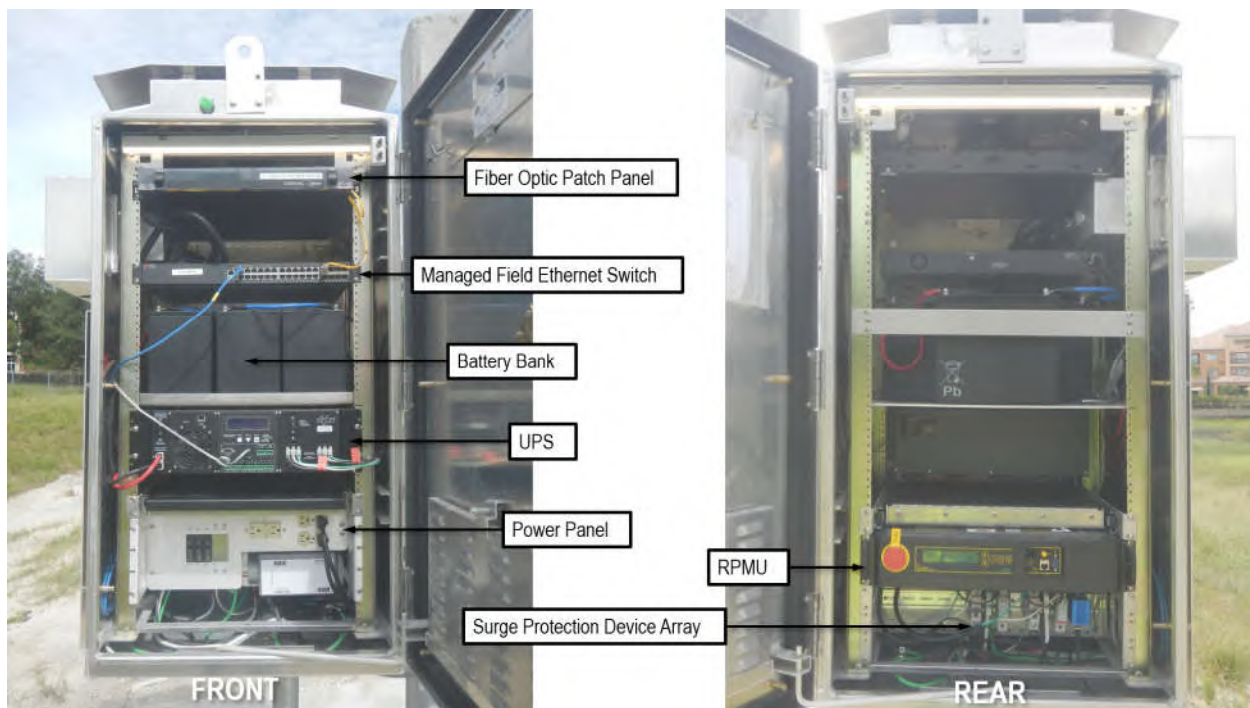 Fiber Optic Patch Panel
Managed Field Ethernet Switch
Battery Bank
UPS
Power Panel
FRONT
Pb
RPMU
Surge Protection Device Array
REAR